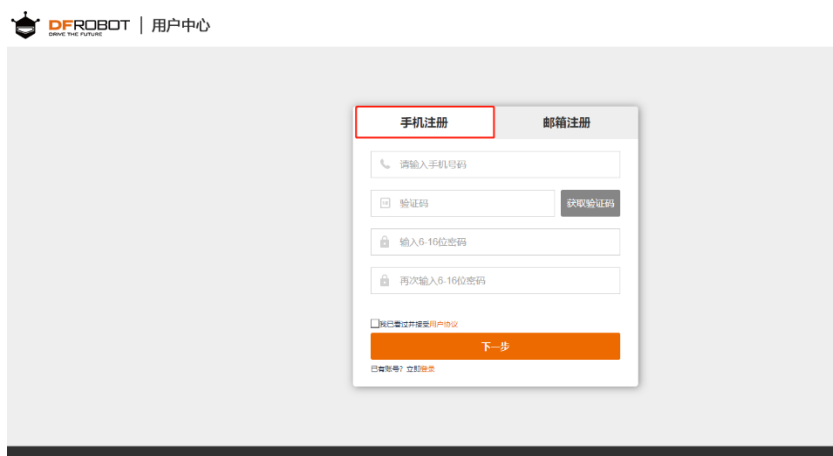 DFROBOT
DRIVE THE FUTURE
用户中心
手机注册
邮箱注册
请输入手机号码
验证码
获取验证码
输入6-16位密码
再次输入6-16位密码
我已看过并接受用户协议
下一步
已有账号? 立即登录